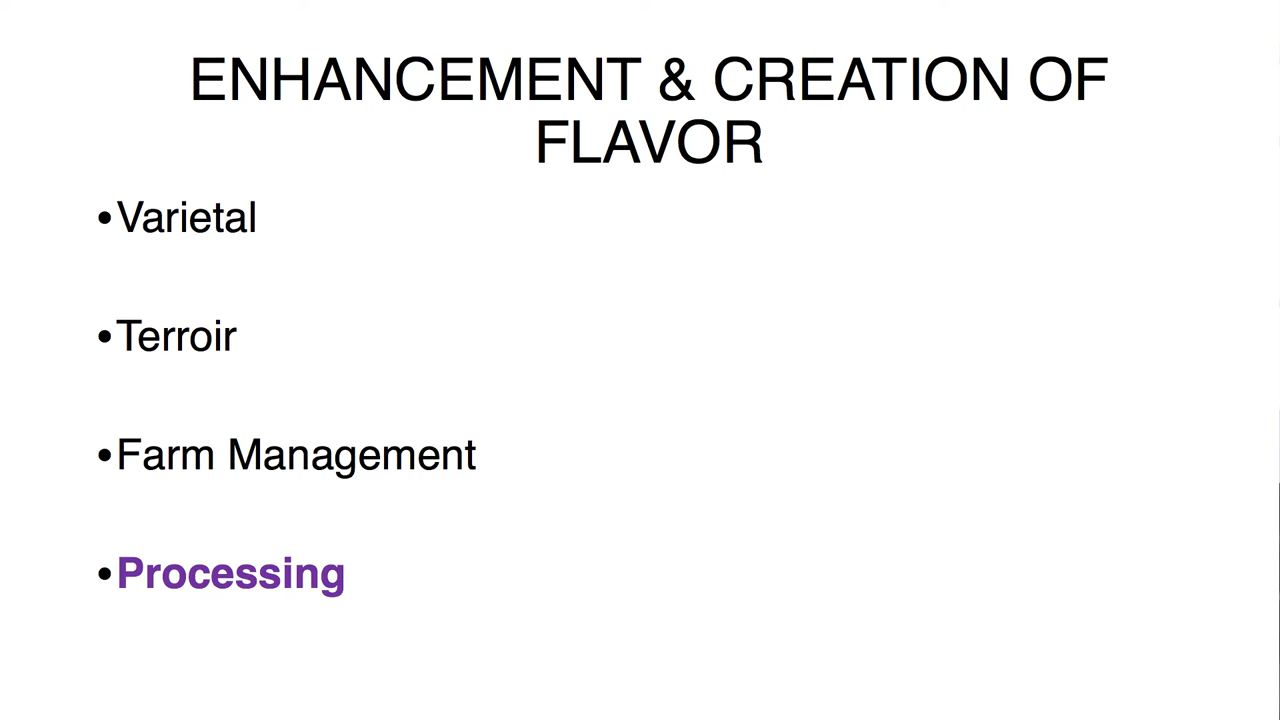 ENHANCEMENT & CREATION OF
FLAVOR
•Varietal
•Terroir
•Farm Management
•Processing